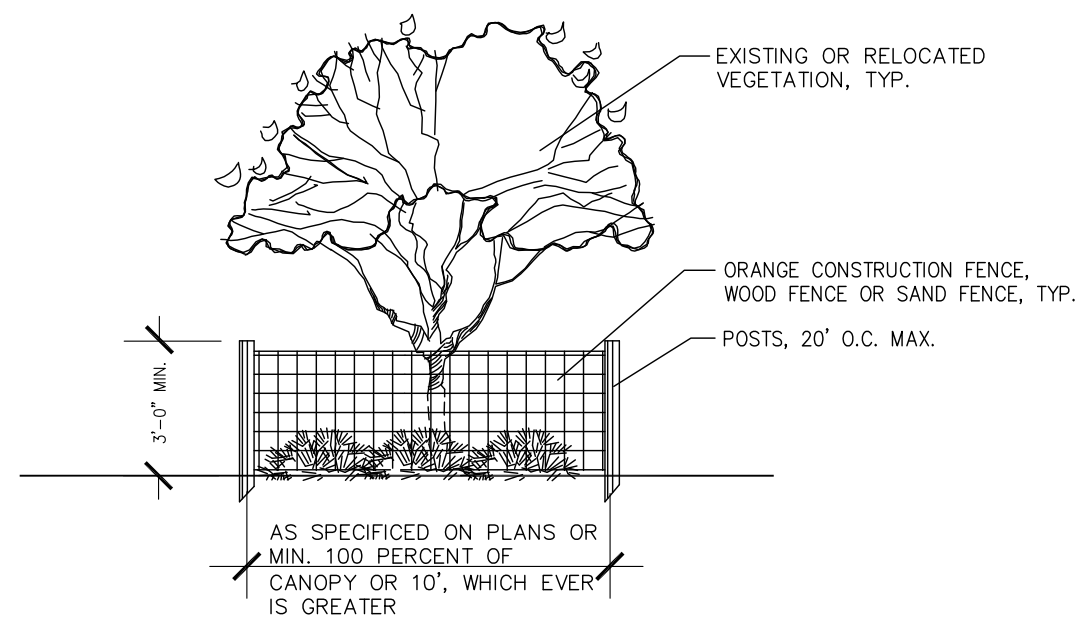 EXISTING OR RELOCATED
VEGETATION, TYP.
ORANGE CONSTRUCTION FENCE,
WOOD FENCE OR SAND FENCE, TYP.
POSTS, 20' O.C. MAX.
3'-0" MIN.
AS SPECIFICED ON PLANS OR
MIN. 100 PERCENT OF
CANOPY OR 10', WHICH EVER
IS GREATER